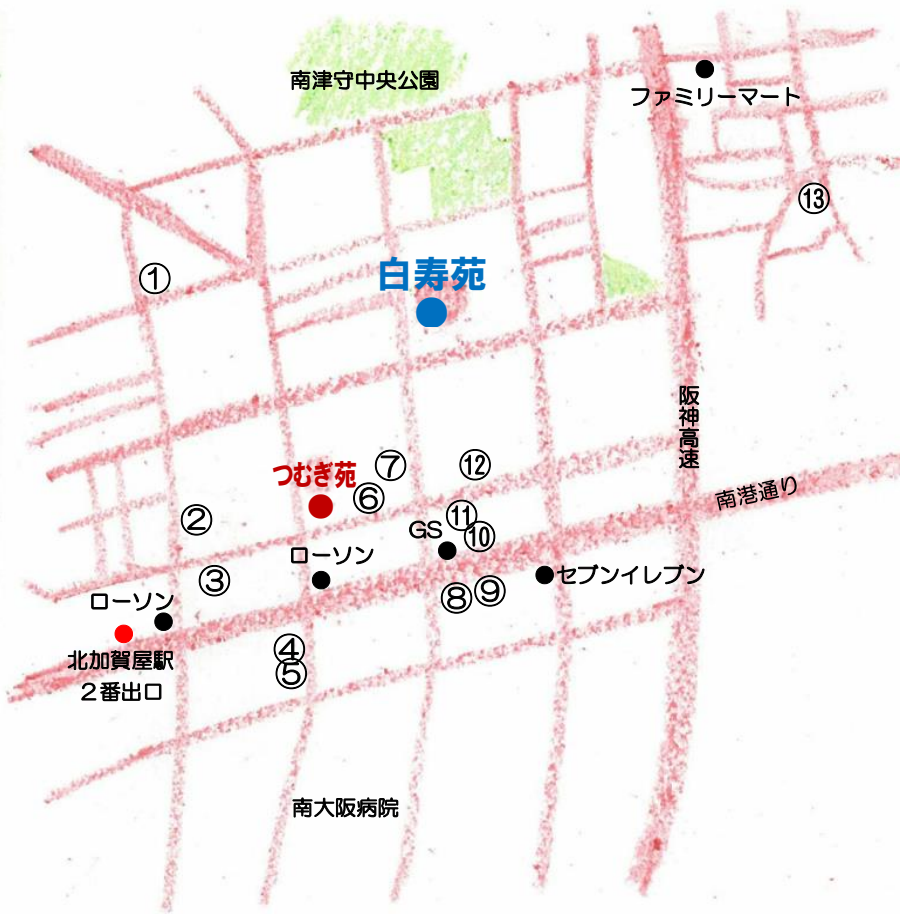 南津守中央公園
ファミリーマート
⑬
白寿苑
①
阪神高速
つむぎ苑
⑦
⑫
⑥
南港通り
②
⑪
GS
⑩
ローソン
セブンイレブン
③
⑧
⑨
ローソン
北加賀屋駅
２番出口
④
⑤
南大阪病院